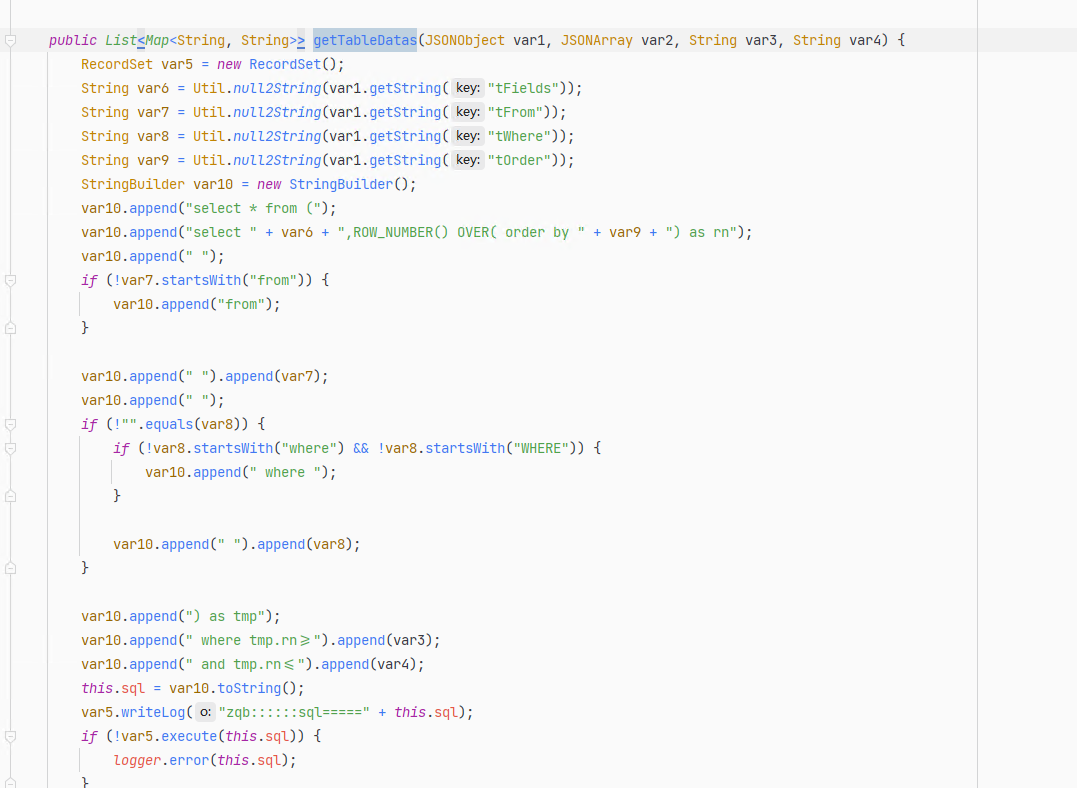 public List<Map<String, String>> getTableDatas(JSONObject var1, JSONArray var2, String var3, String var4) {
RecordSet var5 = new RecordSet();
String var6 = Util.null2String(var1.getString( key: "tFields"));
String var7 = Util.null2String(var1.getString( key: "tFrom"));
String var8 = Util.null2String(var1.getString( key: "tWhere"));
String var9 = Util.null2String(var1.getString( key: "tOrder"));
StringBuilder var10 = new StringBuilder();
var10.append("select * from (");
var10.append("select " + var6 + ",ROW_NUMBER() OVER( order by " + var9 + ") as rn");
var10.append(" ");
if (!var7.startsWith("from")) {
var10.append("from");
}
var10.append(" ").append(var7);
var10.append(" ");
if (!"".equals(var8)) {
if (!var8.startsWith("where") && !var8.startsWith("WHERE")) {
var10.append(" where ");
}
var10.append(" ").append(var8);
}
var10.append(") as tmp");
var10.append(" where tmp.rn>=").append(var3);
var10.append(" and tmp.rn<=").append(var4);
this.sql = var10.toString();
var5.writeLog( o: "zqb::::::sql=====" + this.sql);
if (!var5.execute(this.sql)) {
logger.error(this.sql);
}